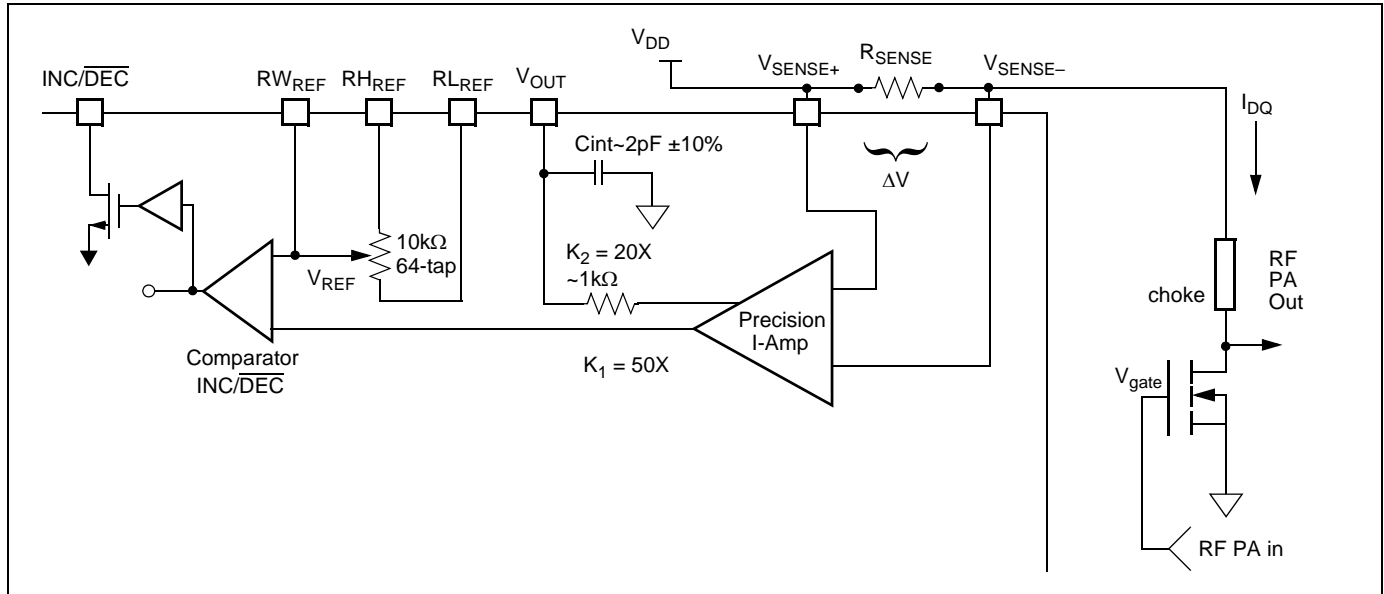 INC/DEC
RW_REF
RH_REF
RL_REF
V_OUT
V_DD
V_SENSE+
R_SENSE
V_SENSE–
I_DQ
Cint~2pF ±10%
ΔV
10kΩ
64-tap
V_REF
K_2 = 20X
~1kΩ
Precision
I-Amp
choke
RF
PA
Out
Comparator
INC/DEC
K_1 = 50X
V_gate
RF PA in